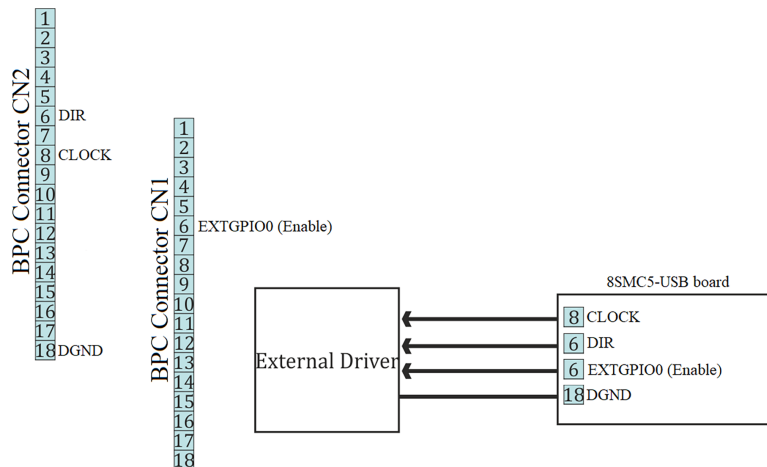 BPC Connector CN2
1
2
3
4
5
6 DIR
7
8 CLOCK
9
10
11
12
13
14
15
16
17
18 DGND
BPC Connector CN1
1
2
3
4
5
6 EXTGPIO0 (Enable)
7
8
9
10
11
12
13
14
15
16
17
18
External Driver
8SMC5-USB board
8 CLOCK
6 DIR
6 EXTGPIO0 (Enable)
18 DGND